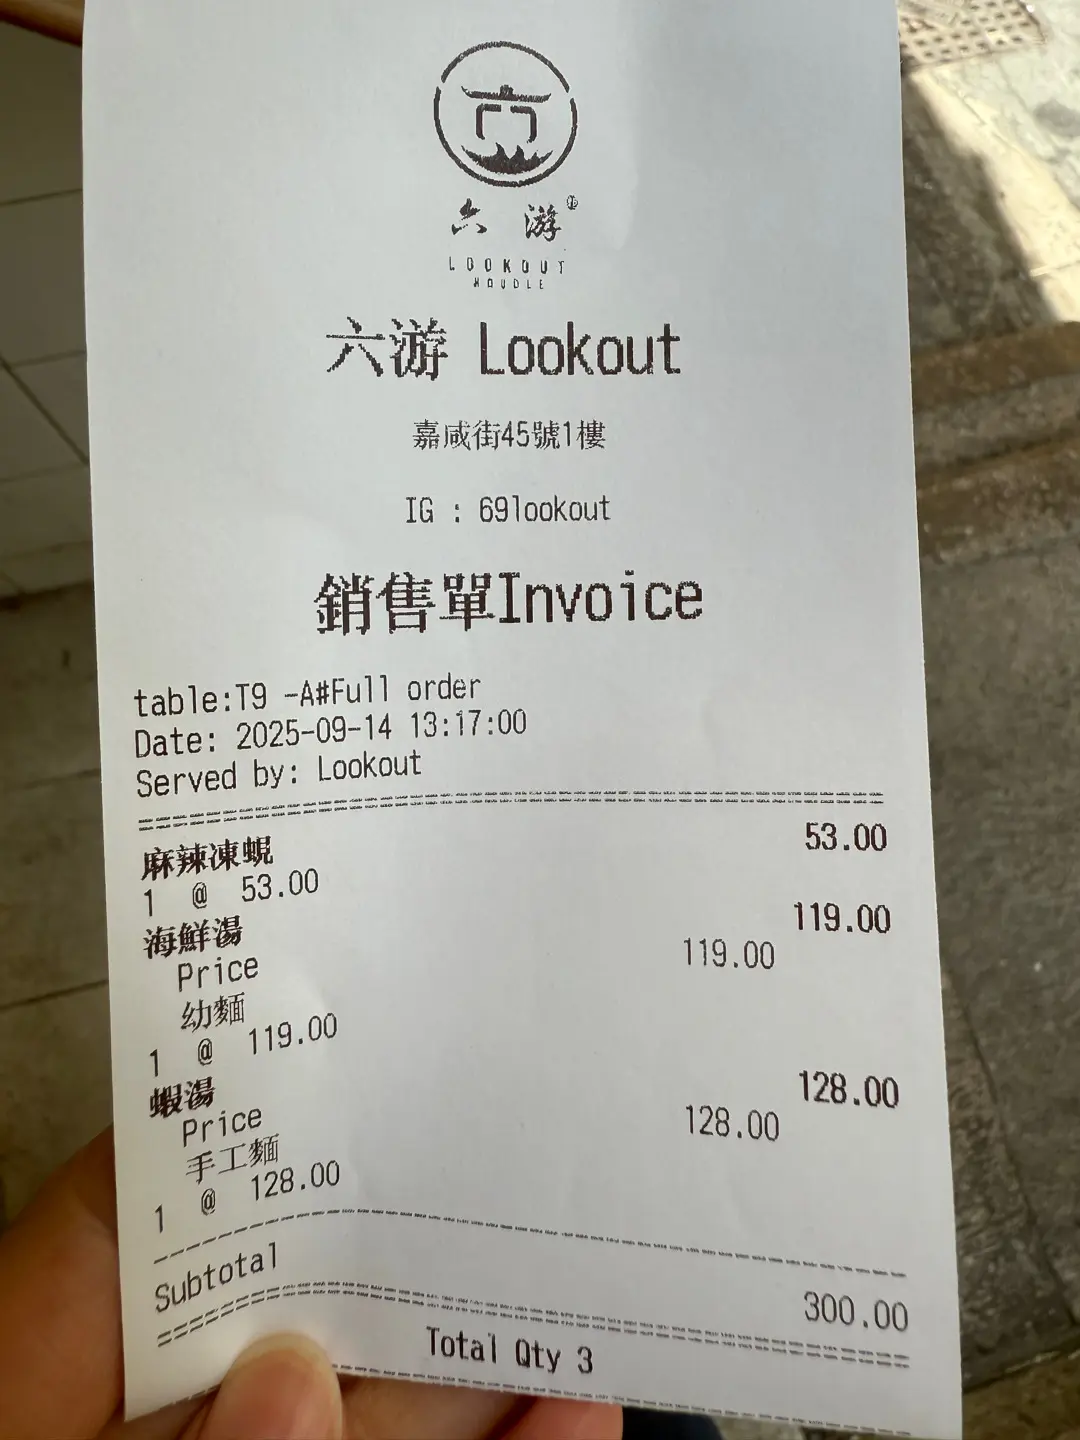 六 游
LOOKOUT
NOUDLE
六游 Lookout
嘉咸街45號1樓
IG : 69lookout
銷售單Invoice
table:T9 -A#Full order
Date: 2025-09-14 13:17:00
Served by: Lookout
麻辣凍蜆 53.00
1 @ 53.00
海鮮湯 119.00
Price 119.00
幼麵
1 @ 119.00
蝦湯 128.00
Price 128.00
手工麵
1 @ 128.00
Subtotal 300.00
Total Qty 3